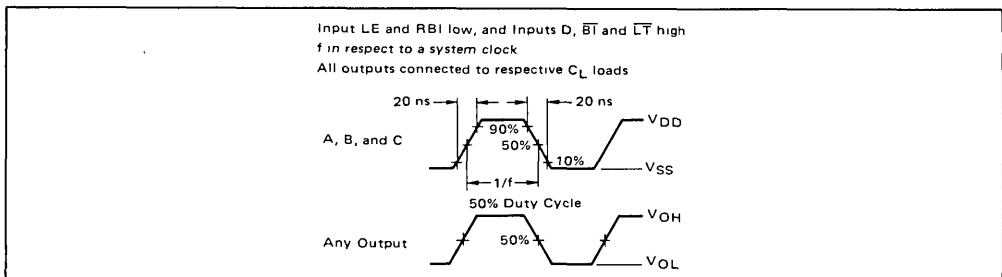 Input LE and RBI low, and Inputs D, B̅I̅ and L̅T̅ high
f in respect to a system clock
All outputs connected to respective CL loads
20 ns
20 ns
A, B, and C
90%
50%
10%
VDD
VSS
1/f
50% Duty Cycle
Any Output
50%
VOH
VOL